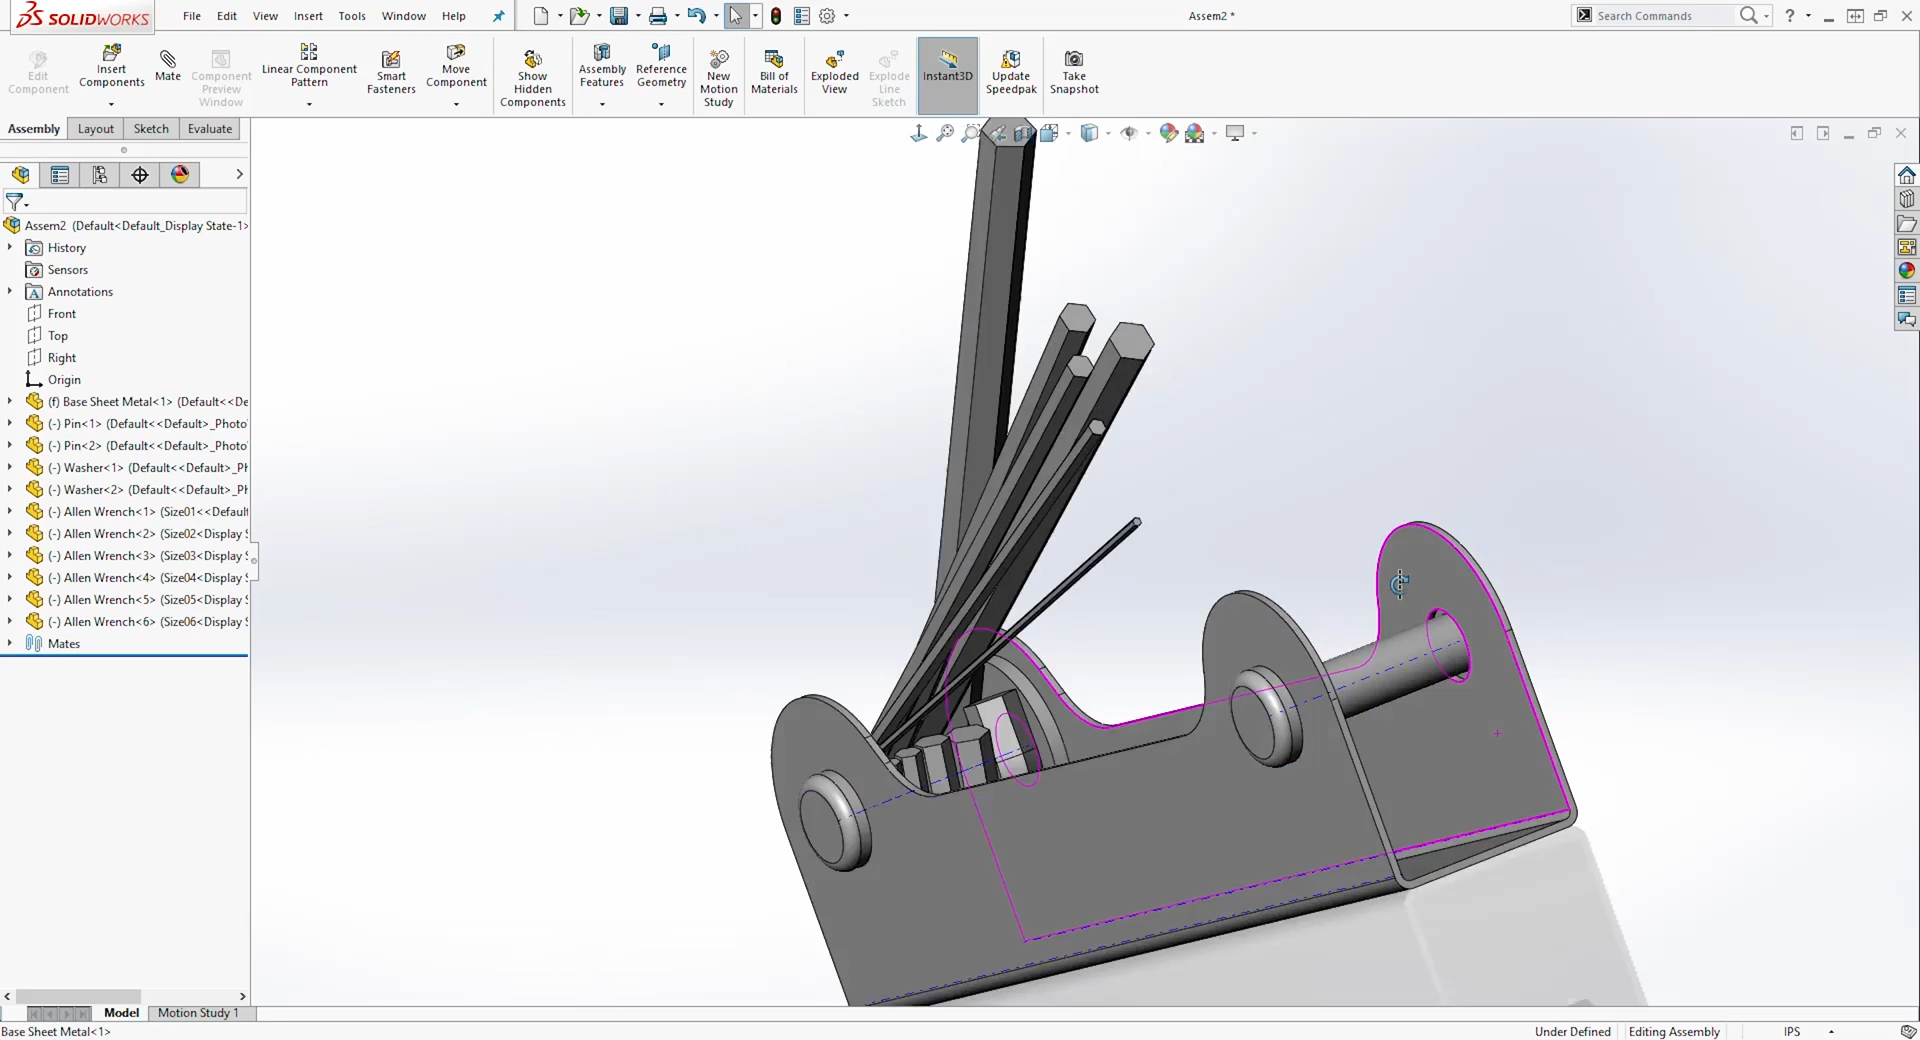 SOLIDWORKS
File Edit View Insert Tools Window Help
Assem2 *
Search Commands
?
Edit Component
Insert Components
Mate
Component Preview Window
Linear Component Pattern
Smart Fasteners
Move Component
Show Hidden Components
Assembly Features
Reference Geometry
New Motion Study
Bill of Materials
Exploded View
Explode Line Sketch
Instant3D
Update Speedpak
Take Snapshot
Assembly Layout Sketch Evaluate
Assem2 (Default<Default_Display State-1>
History
Sensors
Annotations
Front
Top
Right
Origin
(f) Base Sheet Metal<1> (Default<<De
(-) Pin<1> (Default<<Default>_Photo
(-) Pin<2> (Default<<Default>_Photo
(-) Washer<1> (Default<<Default>_Ph
(-) Washer<2> (Default<<Default>_Ph
(-) Allen Wrench<1> (Size01<<Default
(-) Allen Wrench<2> (Size02<Display S
(-) Allen Wrench<3> (Size03<Display S
(-) Allen Wrench<4> (Size04<Display S
(-) Allen Wrench<5> (Size05<Display S
(-) Allen Wrench<6> (Size06<Display S
Mates
Model Motion Study 1
Base Sheet Metal<1>
Under Defined Editing Assembly IPS